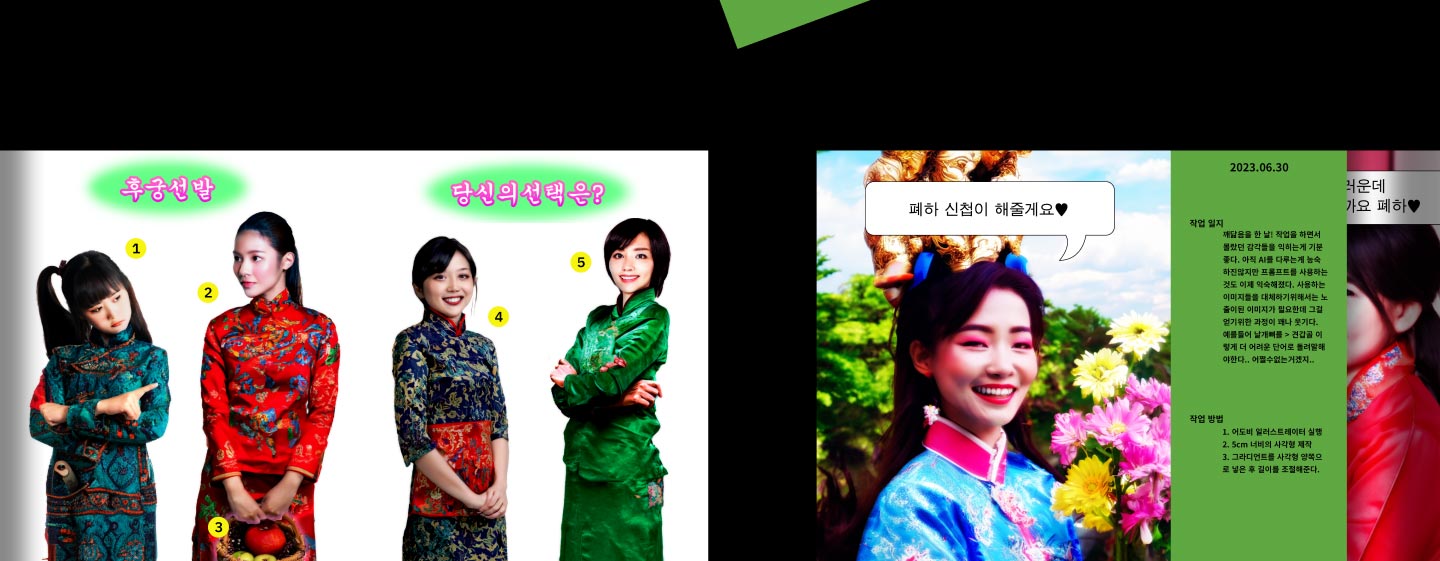 후궁선발
당신의선택은?
1
2
3
4
5
폐하 신첩이 해줄게요♥
2023.06.30
작업 일지
깨달음을 한 날! 작업을 하면서
몰랐던 감각들을 익히는게 기분
좋다. 아직 AI를 다루는게 능숙
하진않지만 프롬프트를 사용하는
것도 이제 익숙해졌다. 사용하는
이미지들을 대체하기위해서는 노
출이된 이미지가 필요한데 그걸
얻기위한 과정이 꽤나 웃기다.
예를들어 날개뼈를 > 견갑골 이
렇게 더 어려운 단어로 돌려말해
야한다.. 어쩔수없는거겠지..
작업 방법
1. 어도비 일러스트레이터 실행
2. 5cm 너비의 사각형 제작
3. 그라디언트를 사각형 양쪽으
로 넣은 후 길이를 조절해준다.
러운데
까요 폐하♥